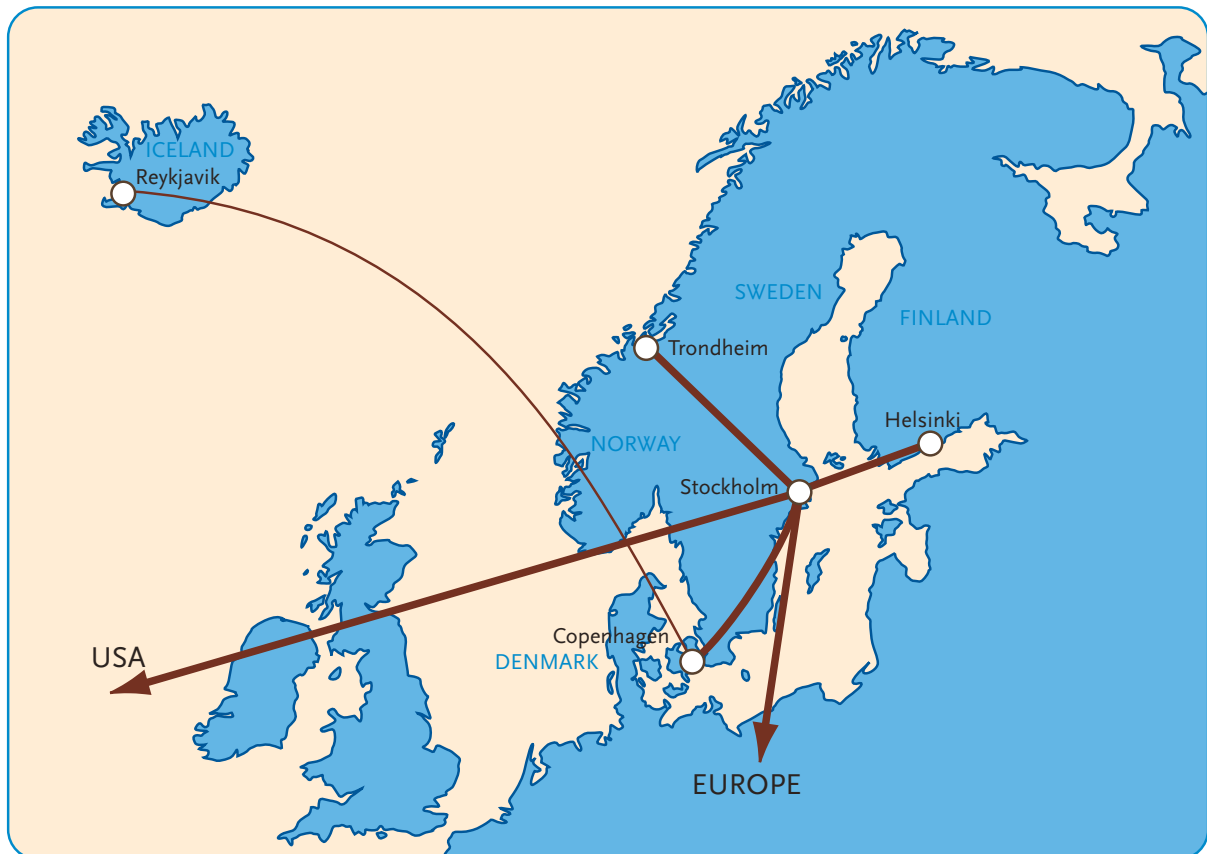 ICELAND
Reykjavik
SWEDEN
FINLAND
Trondheim
Helsinki
NORWAY
Stockholm
Copenhagen
USA
DENMARK
EUROPE